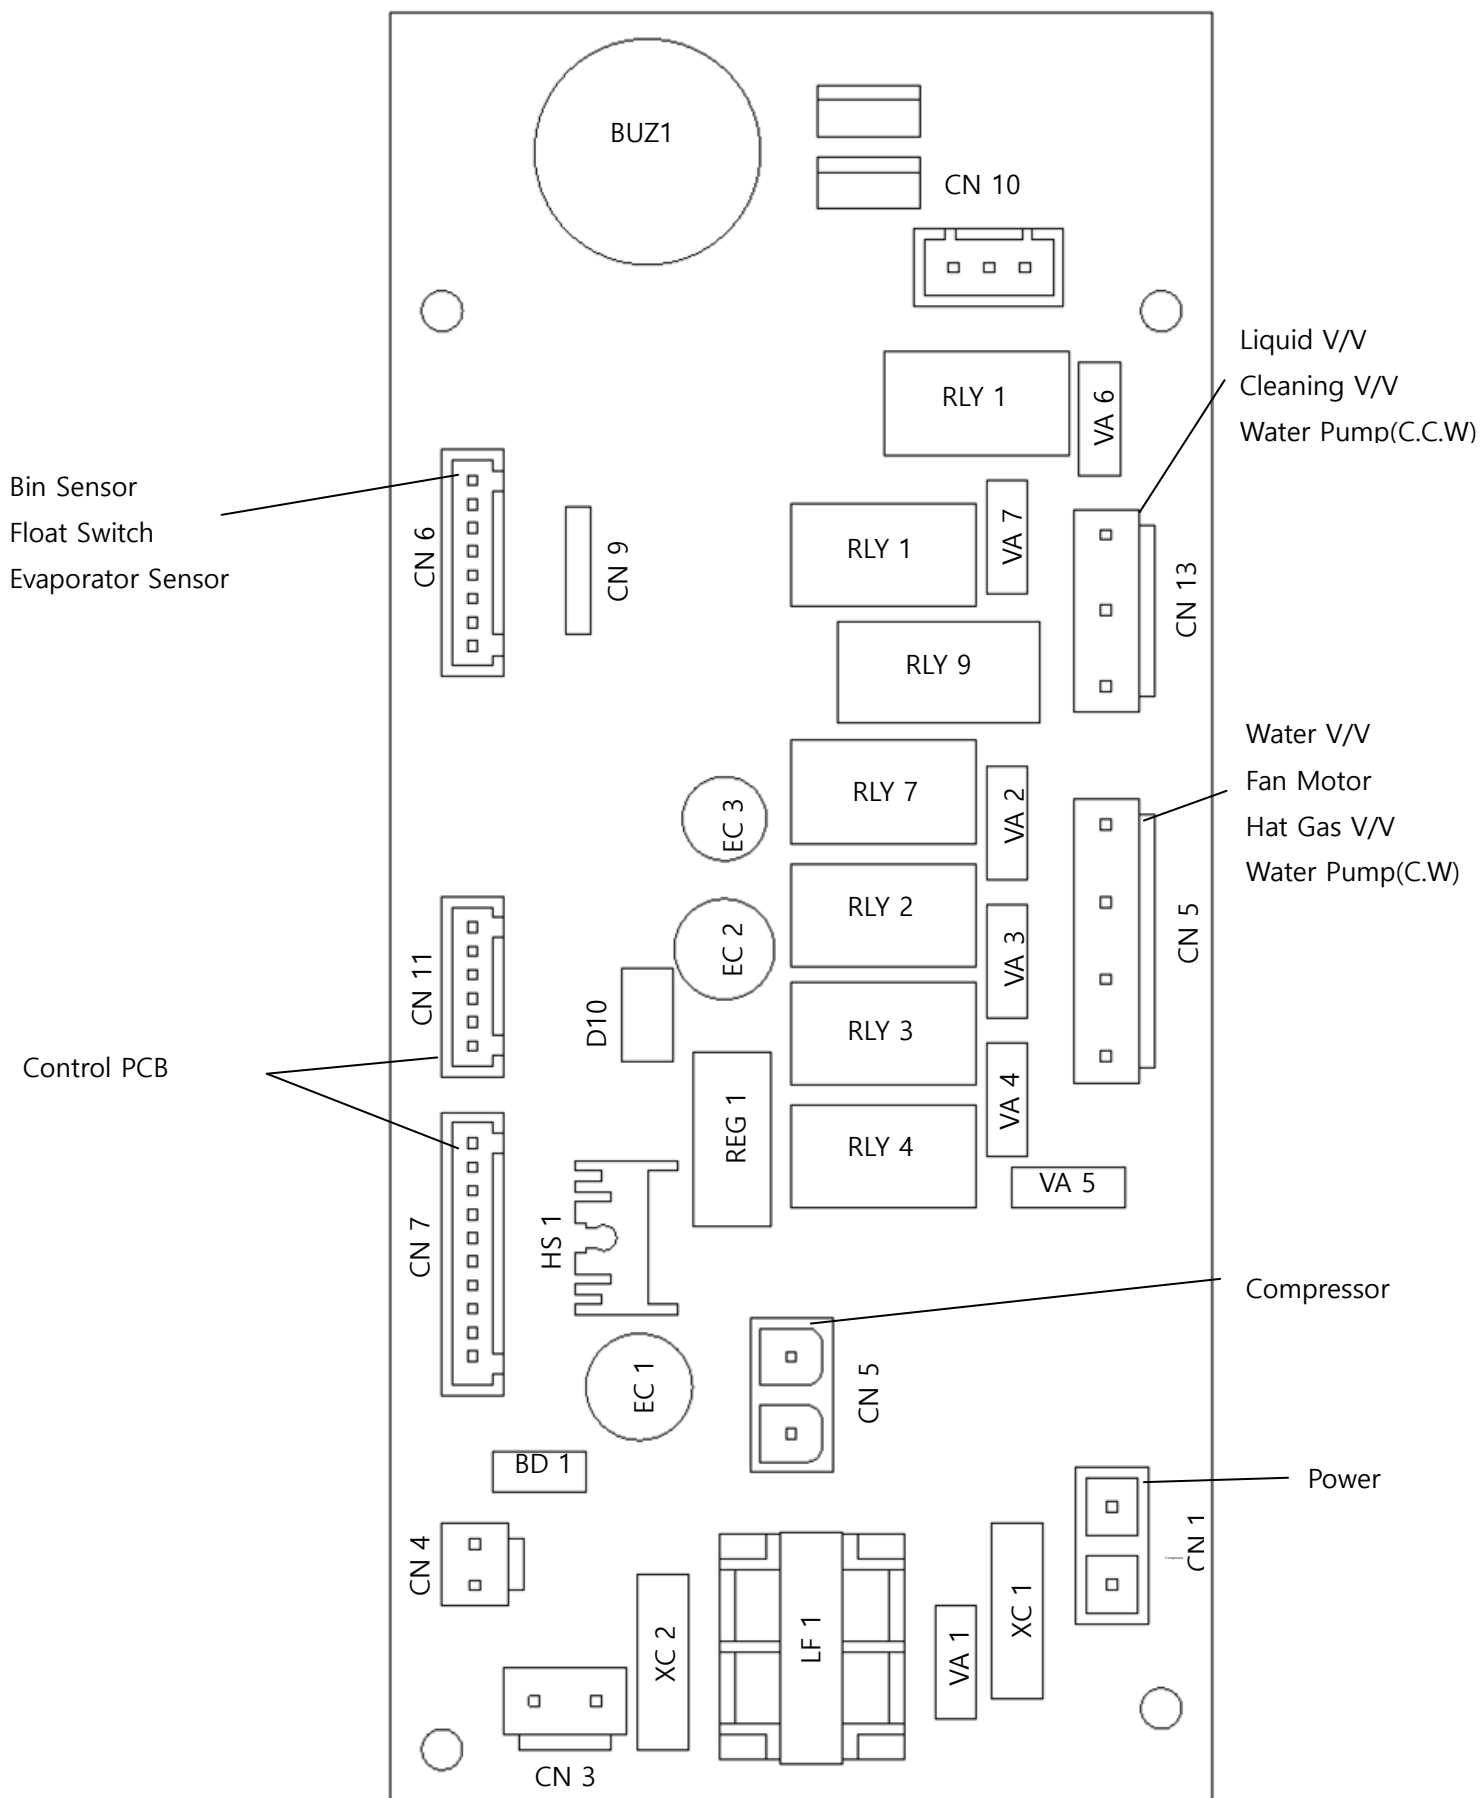 BUZ1
CN 10
Liquid V/V
Cleaning V/V
Water Pump(C.C.W)
RLY 1
VA 6
Bin Sensor
Float Switch
Evaporator Sensor
CN 6
CN 9
RLY 1
VA 7
CN 13
RLY 9
Water V/V
Fan Motor
Hat Gas V/V
Water Pump(C.W)
RLY 7
EC 3
VA 2
RLY 2
EC 2
VA 3
CN 5
CN 11
D10
RLY 3
Control PCB
REG 1
VA 4
RLY 4
VA 5
CN 7
HS 1
Compressor
EC 1
CN 5
BD 1
Power
CN 4
CN 1
XC 2
LF 1
VA 1
XC 1
CN 3